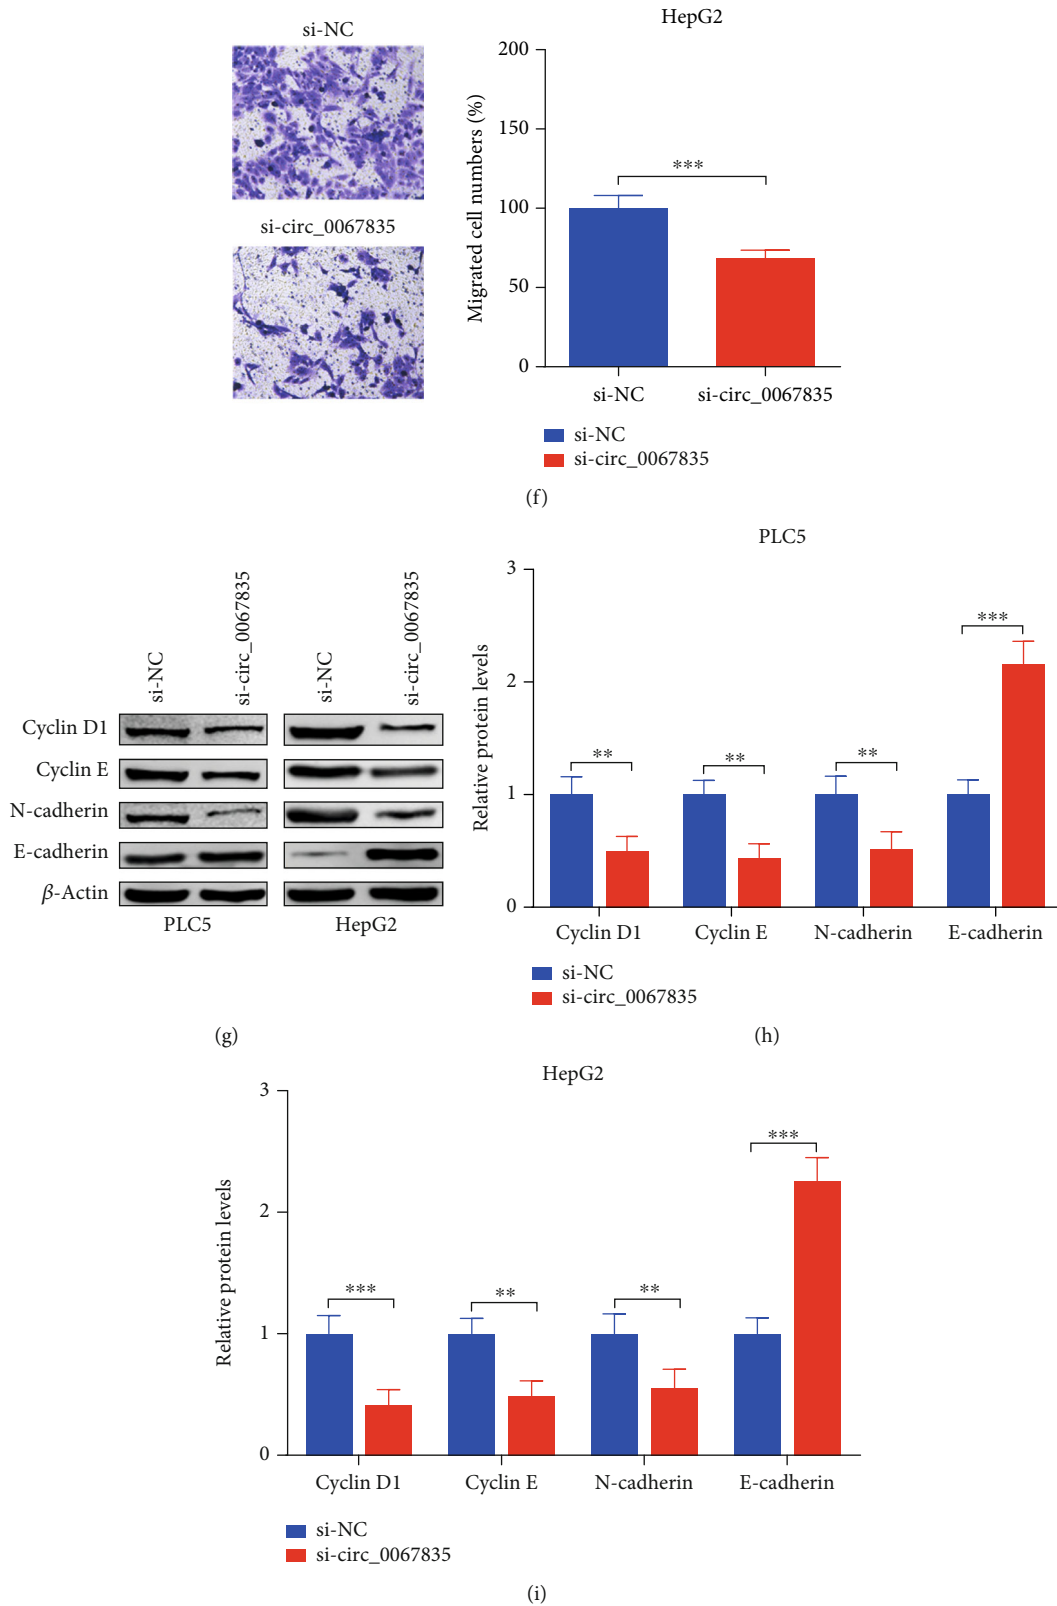 si-NC
si-circ_0067835
HepG2
Migrated cell numbers (%)
200
150
100
50
0
***
si-NC
si-circ_0067835
si-NC
si-circ_0067835
(f)
si-NC
si-circ_0067835
si-NC
si-circ_0067835
Cyclin D1
Cyclin E
N-cadherin
E-cadherin
β-Actin
PLC5
HepG2
(g)
PLC5
Relative protein levels
3
2
1
0
**
**
**
***
Cyclin D1
Cyclin E
N-cadherin
E-cadherin
si-NC
si-circ_0067835
(h)
HepG2
Relative protein levels
3
2
1
0
***
**
**
***
Cyclin D1
Cyclin E
N-cadherin
E-cadherin
si-NC
si-circ_0067835
(i)